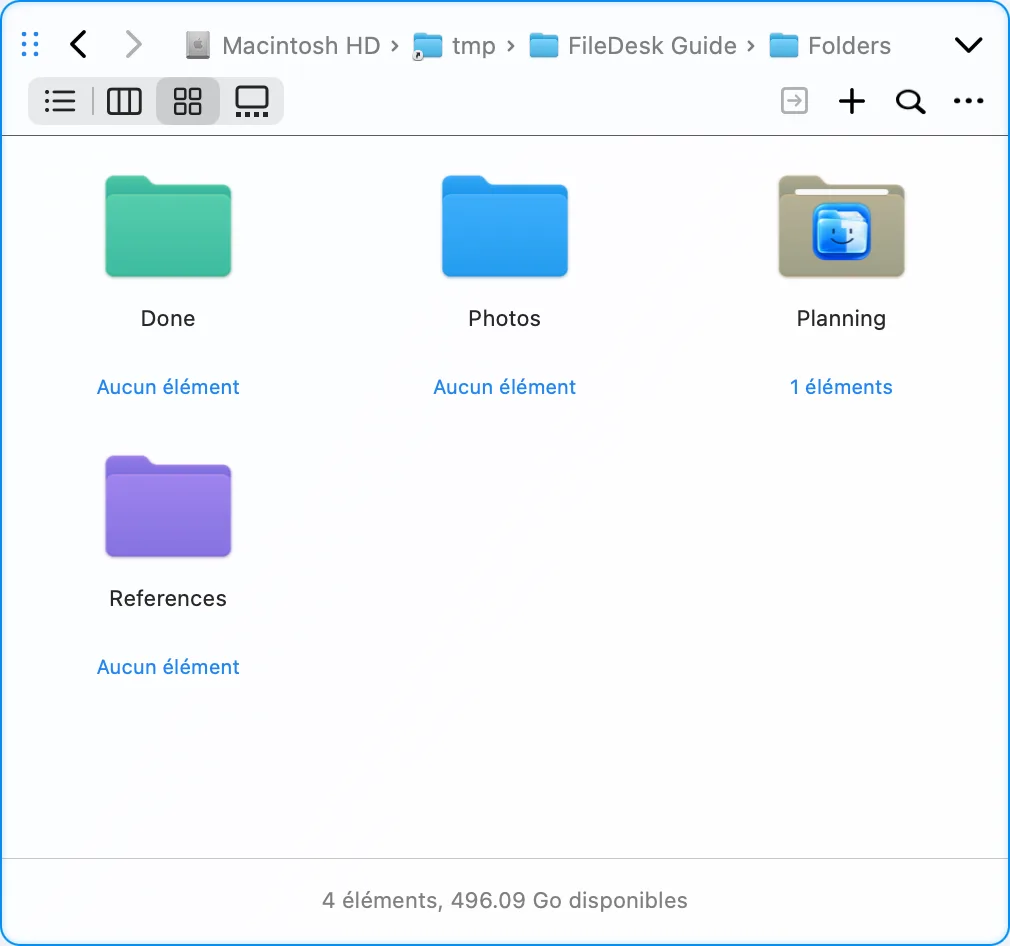 Macintosh HD › tmp › FileDesk Guide › Folders
Done
Photos
Planning
Aucun élément
Aucun élément
1 éléments
References
Aucun élément
4 éléments, 496.09 Go disponibles